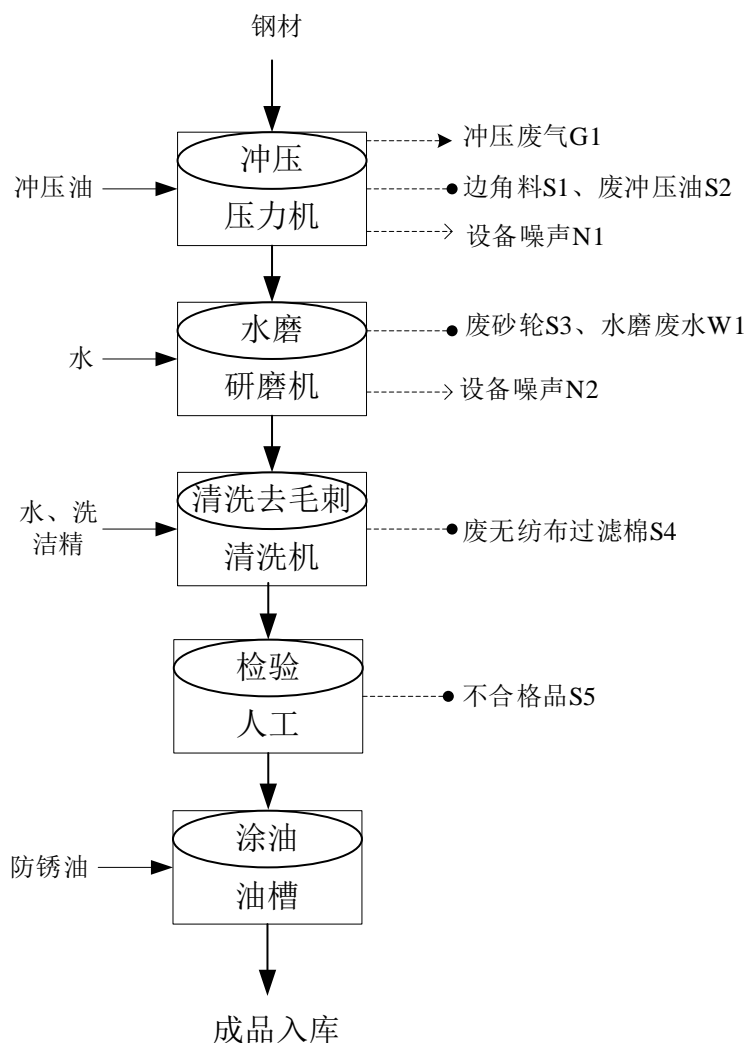 钢材
冲压
冲压油
压力机
冲压废气G1
边角料S1、废冲压油S2
设备噪声N1
水磨
水
研磨机
废砂轮S3、水磨废水W1
设备噪声N2
清洗去毛刺
水、洗
洁精
清洗机
废无纺布过滤棉S4
检验
人工
不合格品S5
涂油
防锈油
油槽
成品入库